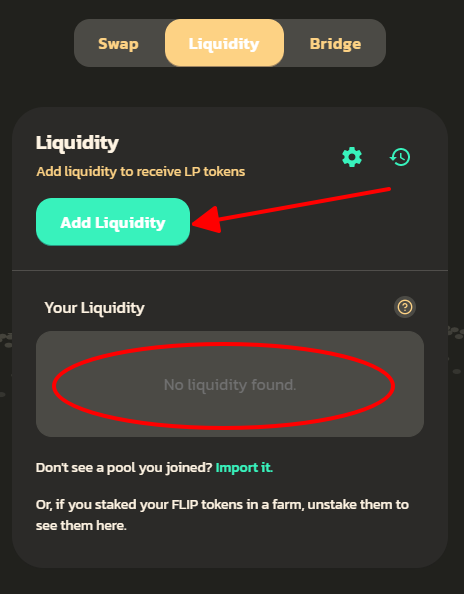 Swap Liquidity Bridge
Liquidity
Add liquidity to receive LP tokens
Add Liquidity
Your Liquidity ?
No liquidity found.
Don't see a pool you joined? Import it.
Or, if you staked your FLIP tokens in a farm, unstake them to
see them here.